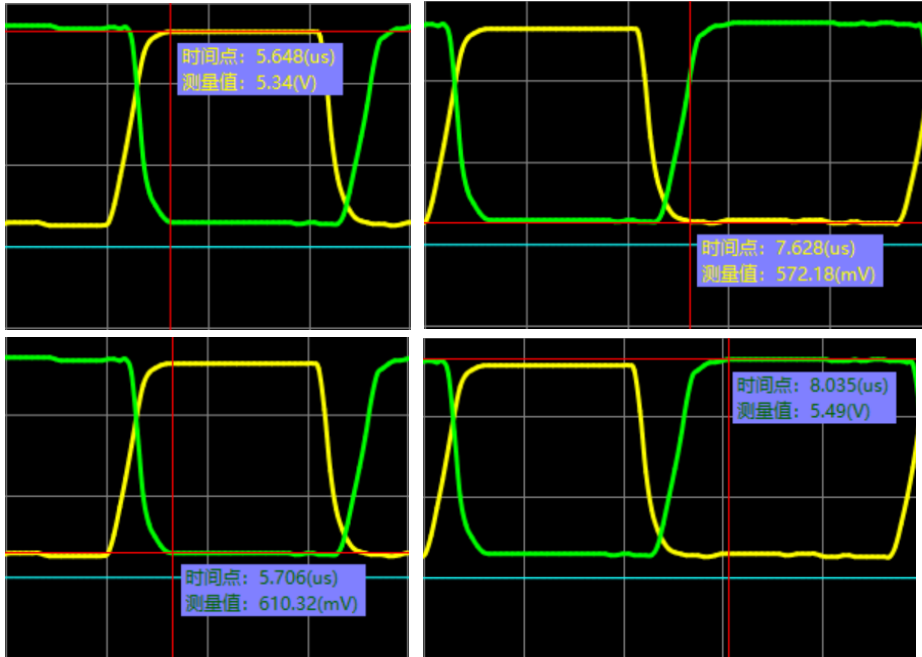 时间点：5.648(us)
测量值：5.34(V)
时间点：7.628(us)
测量值：572.18(mV)
时间点：5.706(us)
测量值：610.32(mV)
时间点：8.035(us)
测量值：5.49(V)